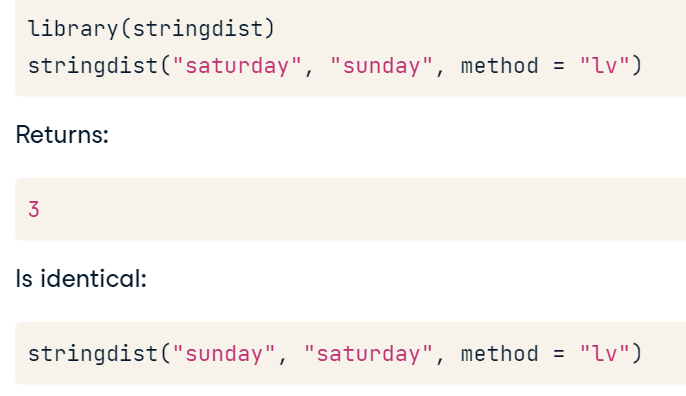 library(stringdist)
stringdist("saturday", "sunday", method = "lv")
Returns:
3
Is identical:
stringdist("sunday", "saturday", method = "lv")